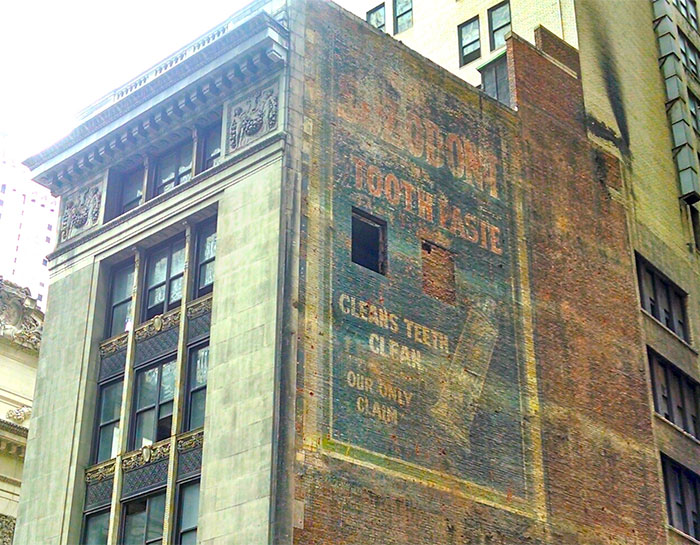 SOZODONT
TOOTH PASTE
CLEANS TEETH
CLEAN
OUR ONLY
CLAIM